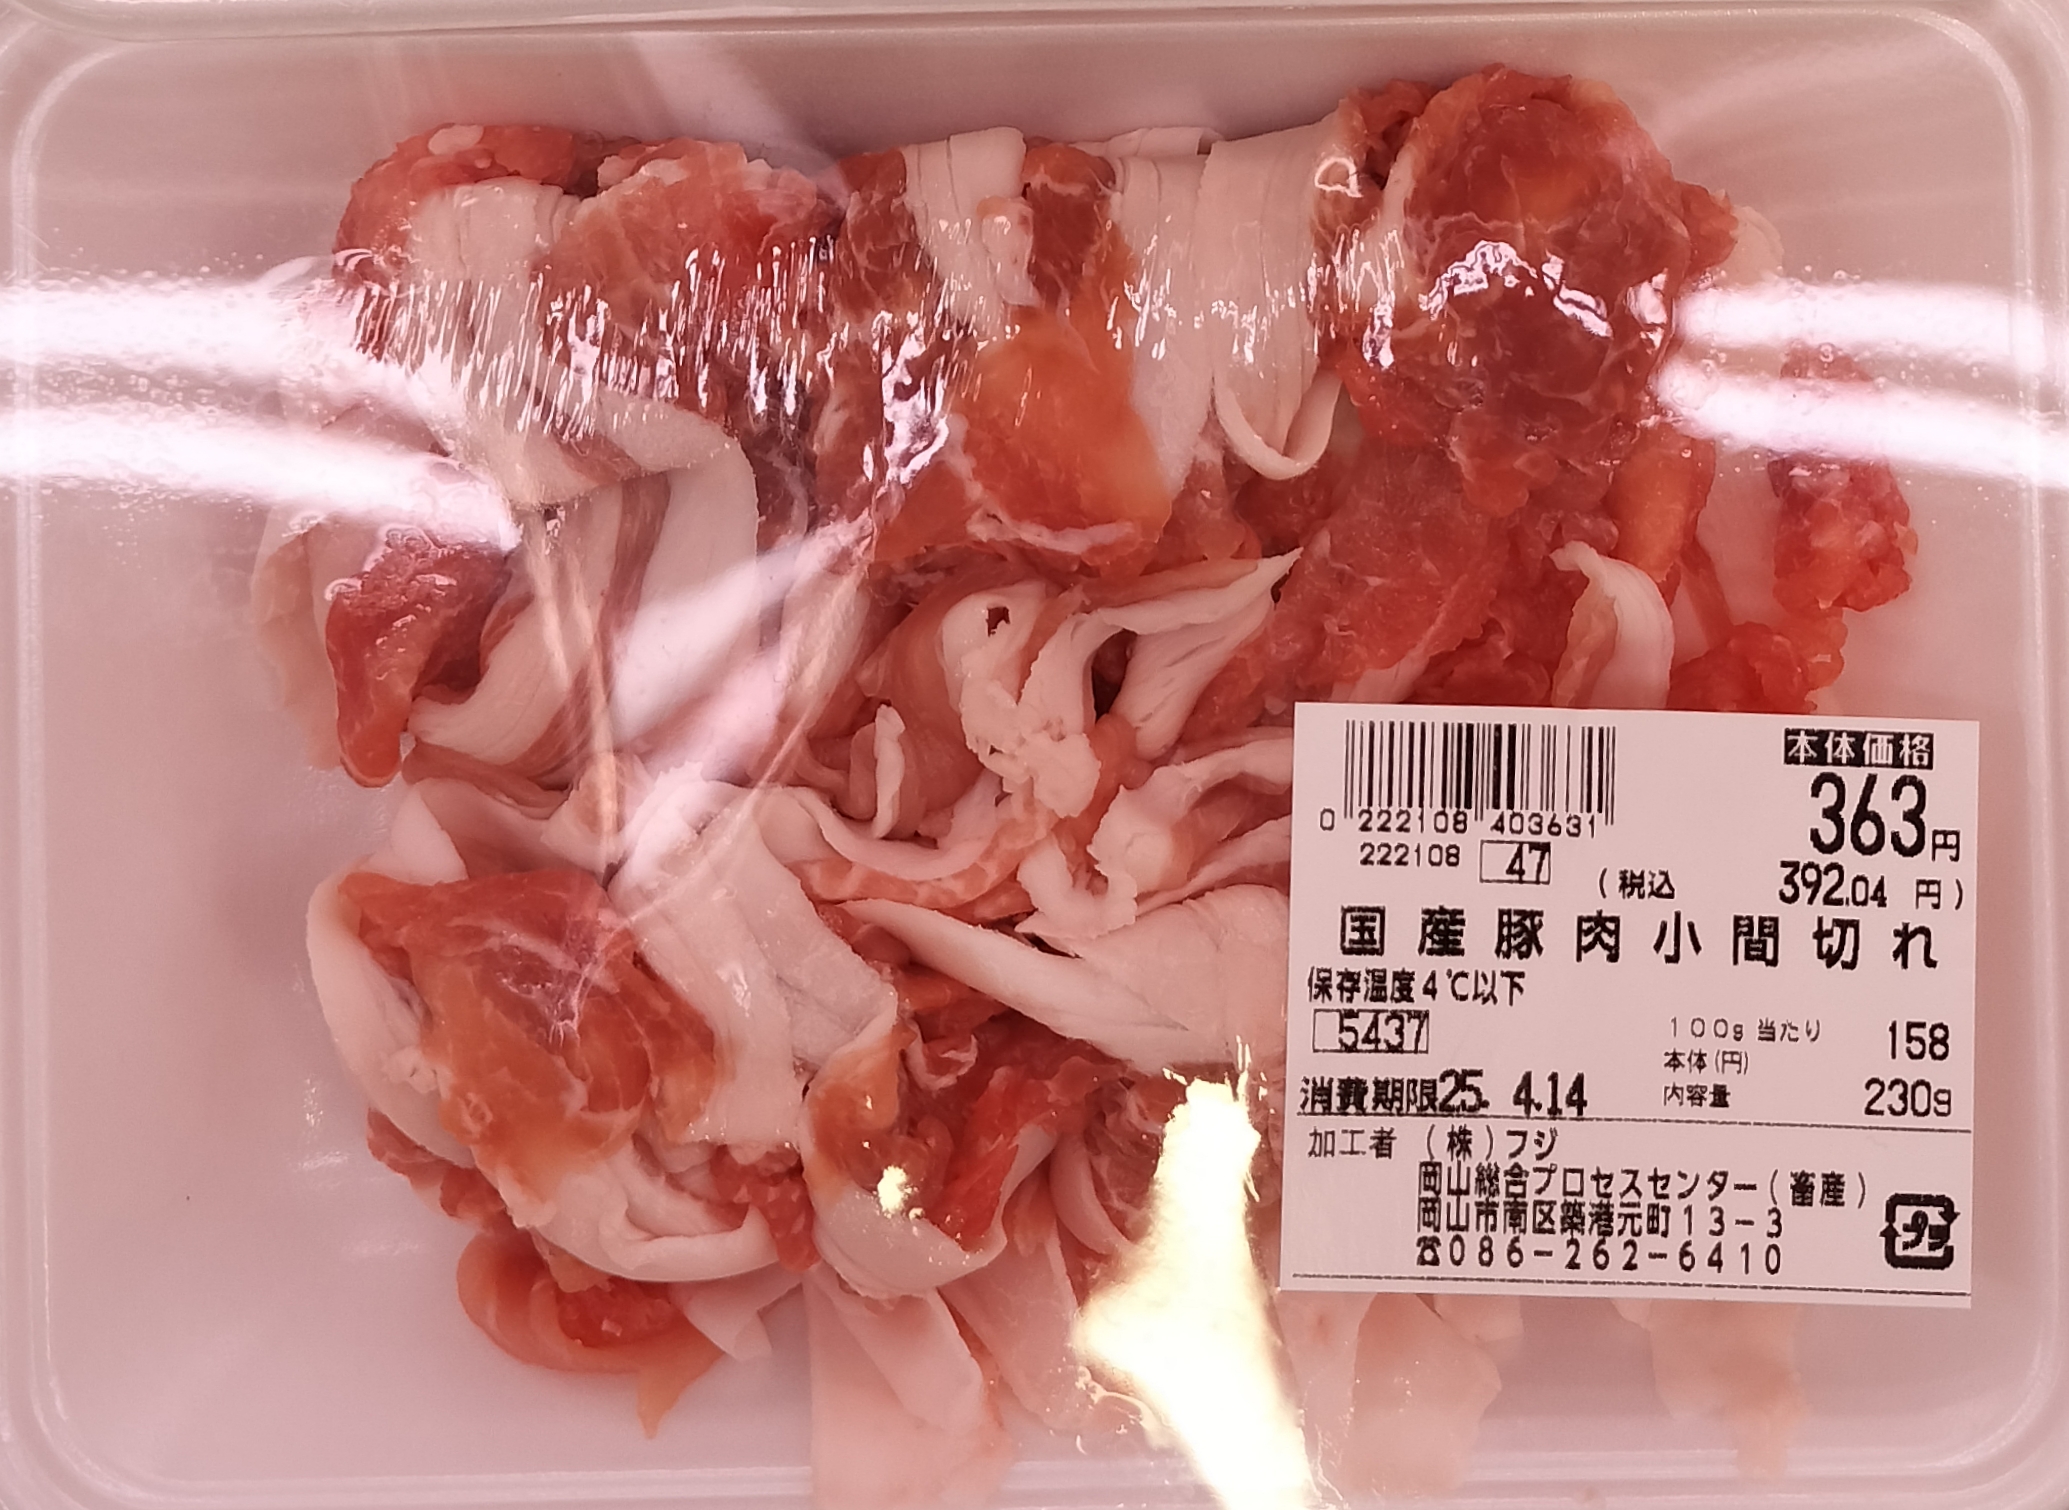 本体価格
363円
0 222108 403631
222108 47
(税込 392.04 円)
国産豚肉小間切れ
保存温度4℃以下
5437
100g当たり 158
本体(円)
消費期限25. 4.14
内容量 230g
加工者 (株)フジ
岡山総合プロセスセンター(畜産)
岡山市南区築港元町13-3
☎086-262-6410
プラ